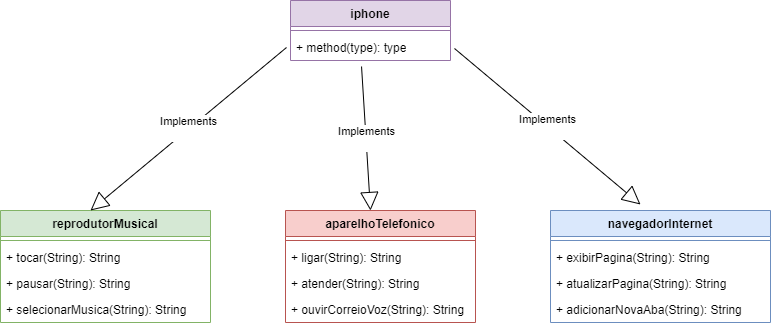 iphone
+ method(type): type
Implements
Implements
Implements
reprodutorMusical
+ tocar(String): String
+ pausar(String): String
+ selecionarMusica(String): String
aparelhoTelefonico
+ ligar(String): String
+ atender(String): String
+ ouvirCorreioVoz(String): String
navegadorInternet
+ exibirPagina(String): String
+ atualizarPagina(String): String
+ adicionarNovaAba(String): String